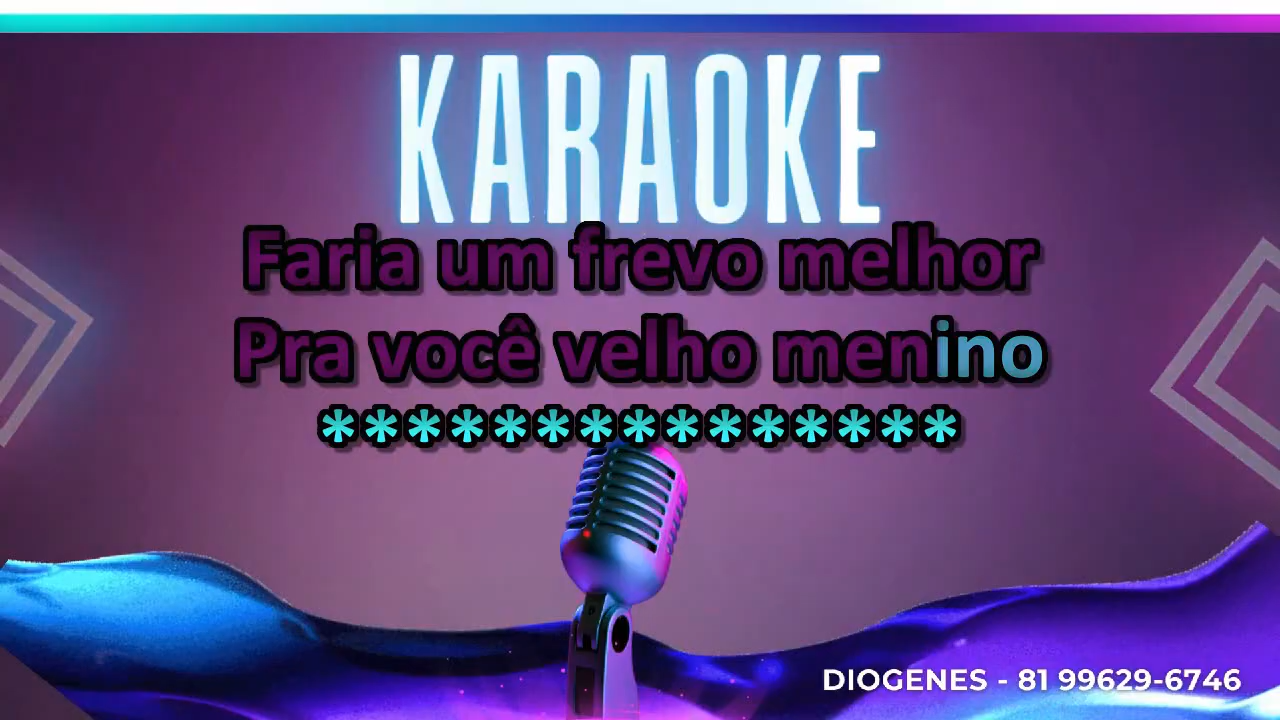 KARAOKE
Faria um frevo melhor
Pra você velho menino
***************
DIOGENES - 81 99629-6746